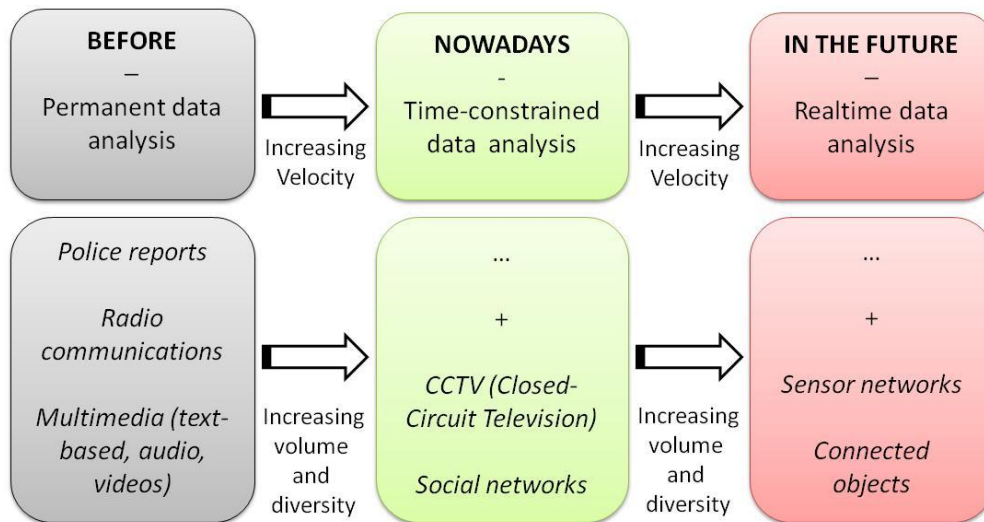 BEFORE
–
Permanent data
analysis
Increasing
Velocity
NOWADAYS
-
Time-constrained
data analysis
Increasing
Velocity
IN THE FUTURE
–
Realtime data
analysis
Police reports
Radio
communications
Multimedia (text-
based, audio,
videos)
Increasing
volume
and
diversity
...
+
CCTV (Closed-
Circuit Television)
Social networks
Increasing
volume
and
diversity
...
+
Sensor networks
Connected
objects